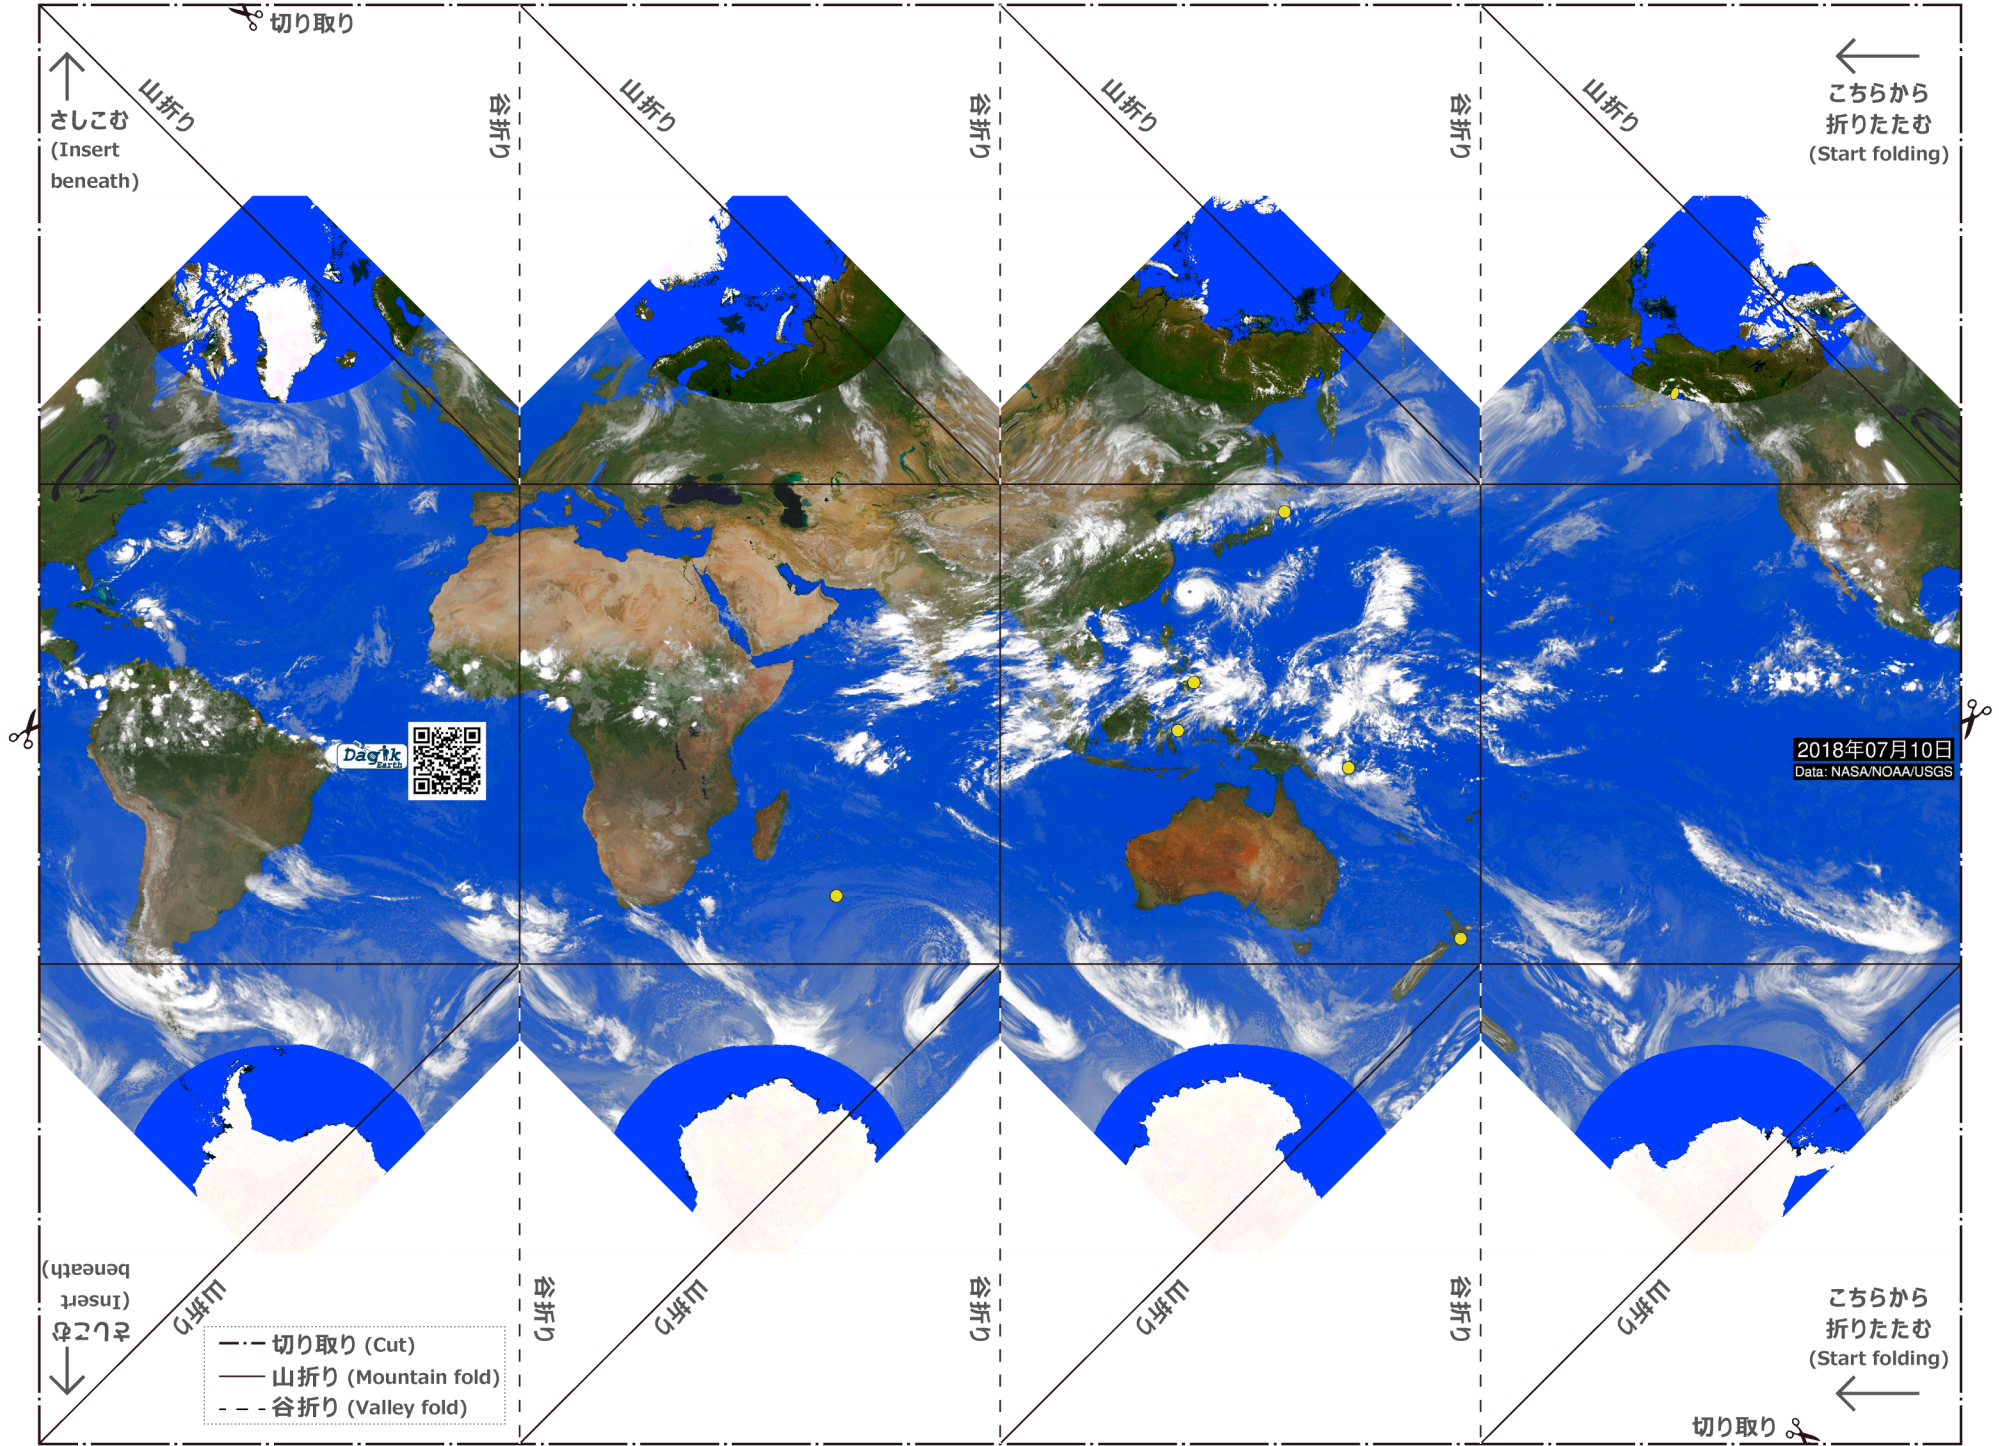 切り取り
さしこむ
(Insert
beneath)
山折り
谷折り
山折り
谷折り
山折り
谷折り
山折り
こちらから
折りたたむ
(Start folding)
Dagik
Earth
2018年07月10日
Data: NASA/NOAA/USGS
さしこむ
(Insert
beneath)
山折り
谷折り
山折り
谷折り
山折り
谷折り
山折り
こちらから
折りたたむ
(Start folding)
切り取り (Cut)
山折り (Mountain fold)
谷折り (Valley fold)
切り取り